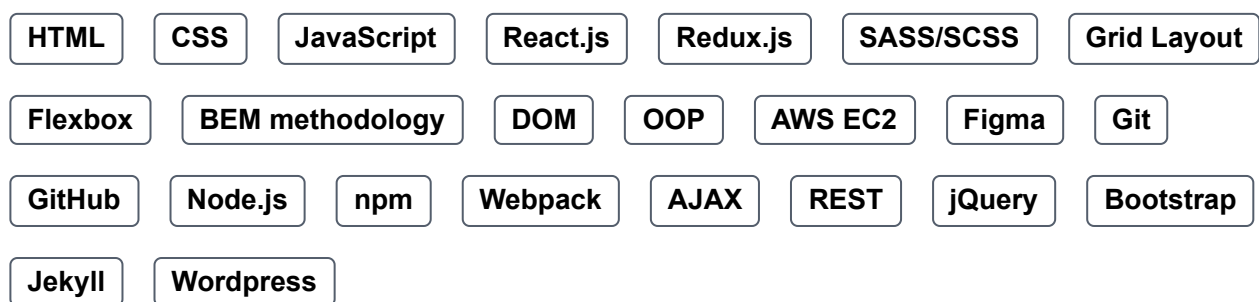 HTML CSS JavaScript React.js Redux.js SASS/SCSS Grid Layout
Flexbox BEM methodology DOM OOP AWS EC2 Figma Git
GitHub Node.js npm Webpack AJAX REST jQuery Bootstrap
Jekyll Wordpress